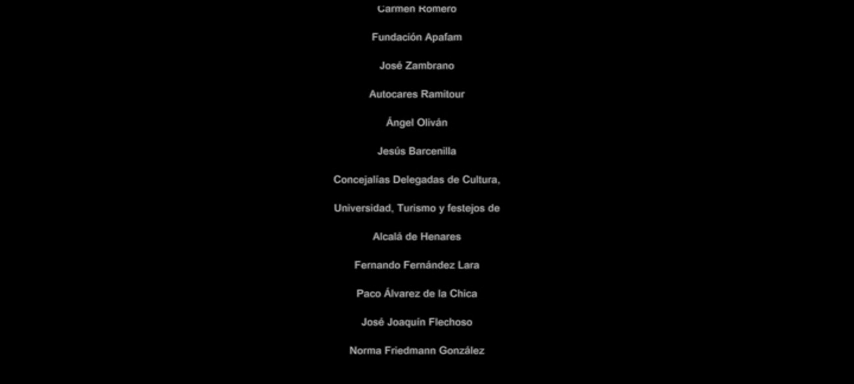 Carmen Romero
Fundación Apafam
José Zambrano
Autocares Ramitour
Ángel Oliván
Jesús Barcenilla
Concejalías Delegadas de Cultura,
Universidad, Turismo y festejos de
Alcalá de Henares
Fernando Fernández Lara
Paco Álvarez de la Chica
José Joaquín Flechoso
Norma Friedmann González